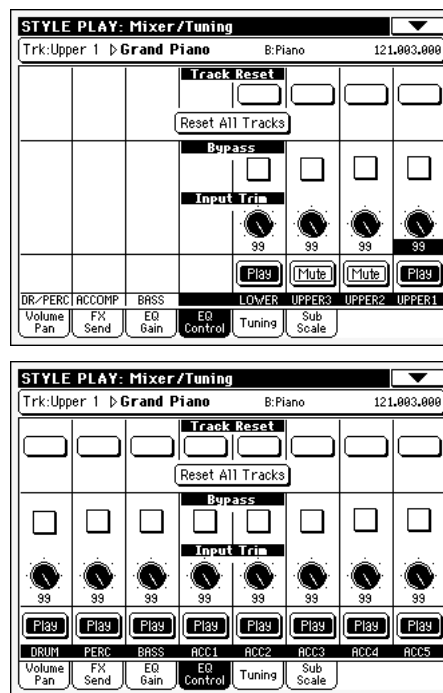 STYLE PLAY: Mixer/Tuning
Trk:Upper 1 ▷Grand Piano B:Piano 121.003.000
Track Reset
Reset All Tracks
Bypass
Input Trim
99 99 99 99
Play Mute Mute Play
DR/PERC ACCOMP BASS LOWER UPPER3 UPPER2 UPPER1
Volume Pan FX Send EQ Gain EQ Control Tuning Sub Scale
STYLE PLAY: Mixer/Tuning
Trk:Upper 1 ▷Grand Piano B:Piano 121.003.000
Track Reset
Reset All Tracks
Bypass
Input Trim
99 99 99 99 99 99 99 99
Play Play Play Play Play Play Play Play
DRUM PERC BASS ACC1 ACC2 ACC3 ACC4 ACC5
Volume Pan FX Send EQ Gain EQ Control Tuning Sub Scale